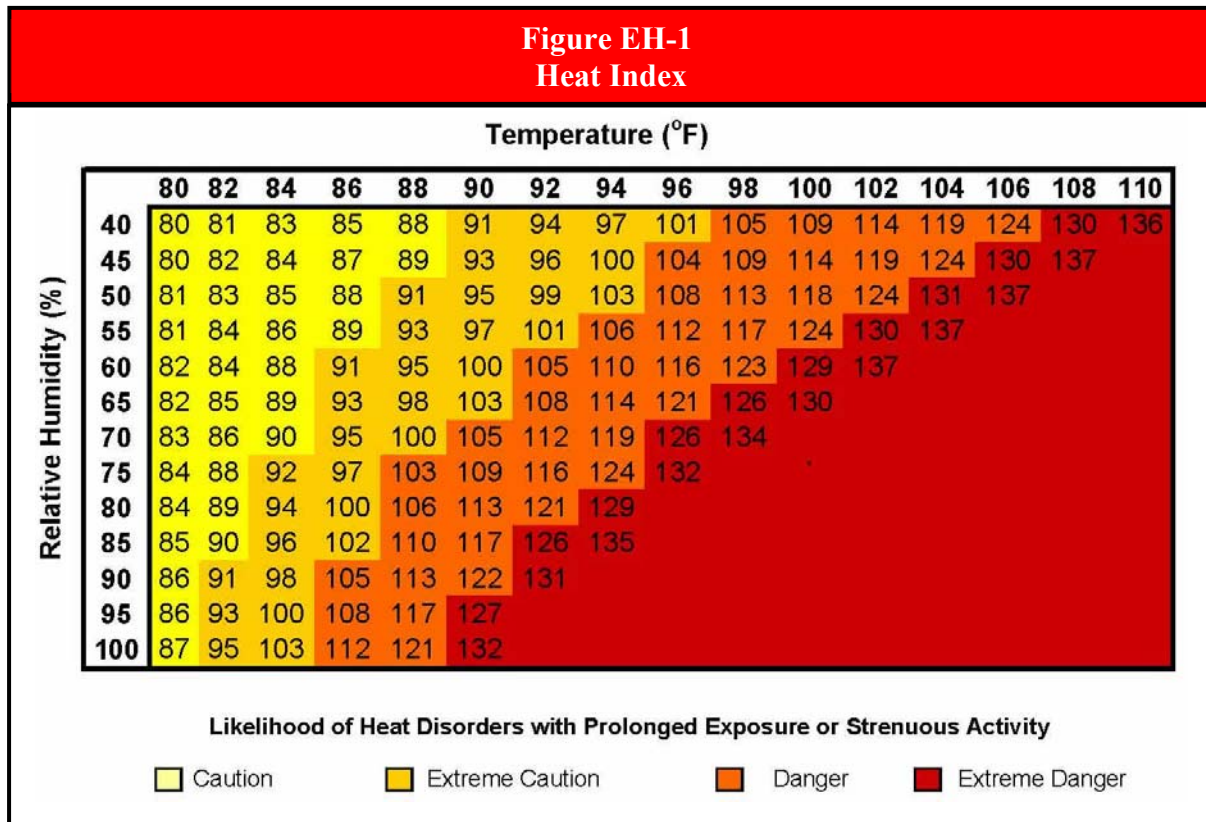 Figure EH-1
Heat Index
Temperature (°F)
80 82 84 86 88 90 92 94 96 98 100 102 104 106 108 110
Relative Humidity (%)
40 80 81 83 85 88 91 94 97 101 105 109 114 119 124 130 136
45 80 82 84 87 89 93 96 100 104 109 114 119 124 130 137
50 81 83 85 88 91 95 99 103 108 113 118 124 131 137
55 81 84 86 89 93 97 101 106 112 117 124 130 137
60 82 84 88 91 95 100 105 110 116 123 129 137
65 82 85 89 93 98 103 108 114 121 126 130
70 83 86 90 95 100 105 112 119 126 134
75 84 88 92 97 103 109 116 124 132
80 84 89 94 100 106 113 121 129
85 85 90 96 102 110 117 126 135
90 86 91 98 105 113 122 131
95 86 93 100 108 117 127
100 87 95 103 112 121 132
Likelihood of Heat Disorders with Prolonged Exposure or Strenuous Activity
Caution Extreme Caution Danger Extreme Danger